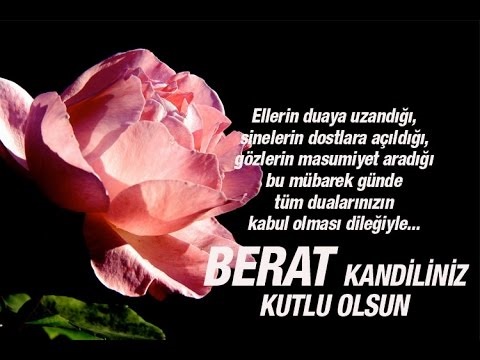 Ellerin duaya uzandığı,
sinelerin dostlara açıldığı,
gözlerin masumiyet aradığı
bu mübarek günde
tüm dualarınızın
kabul olması dileğiyle...
BERAT KANDİLİNİZ
KUTLU OLSUN